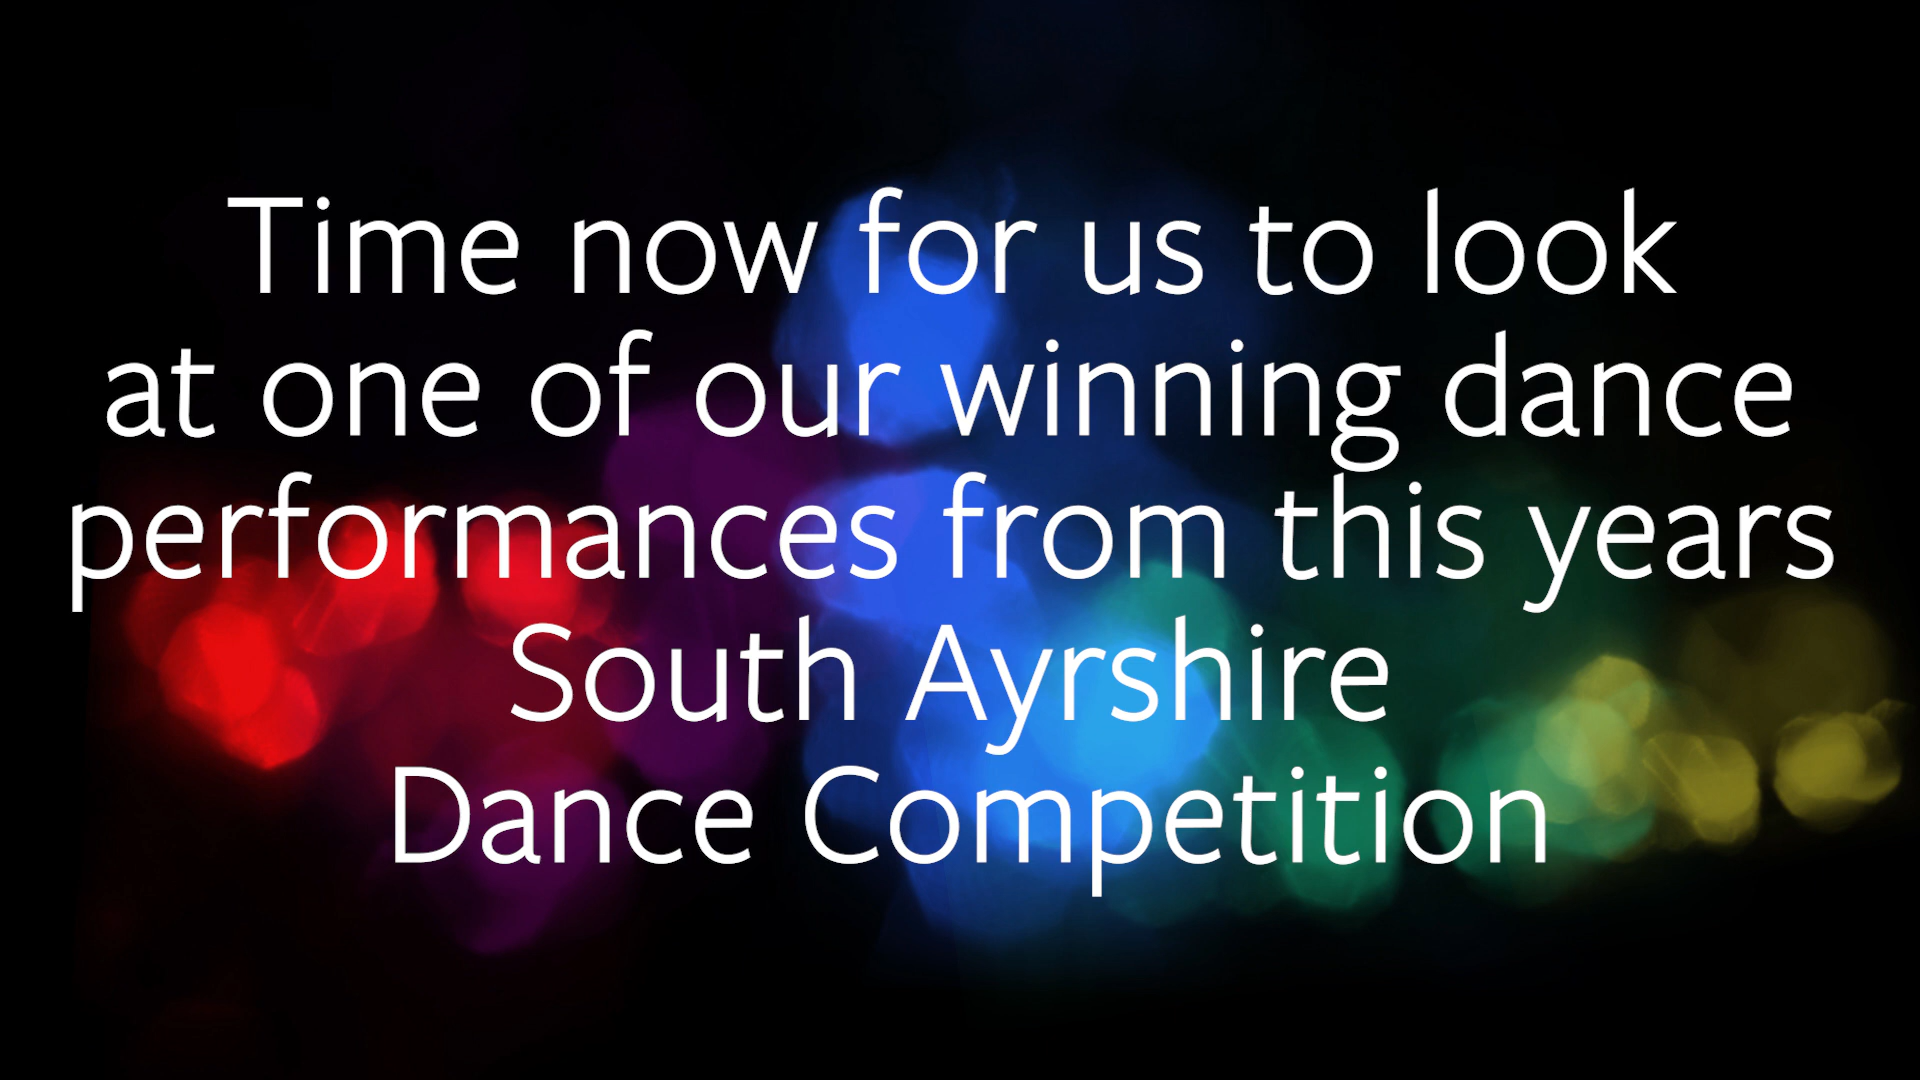 Time now for us to look
at one of our winning dance
performances from this years
South Ayrshire
Dance Competition